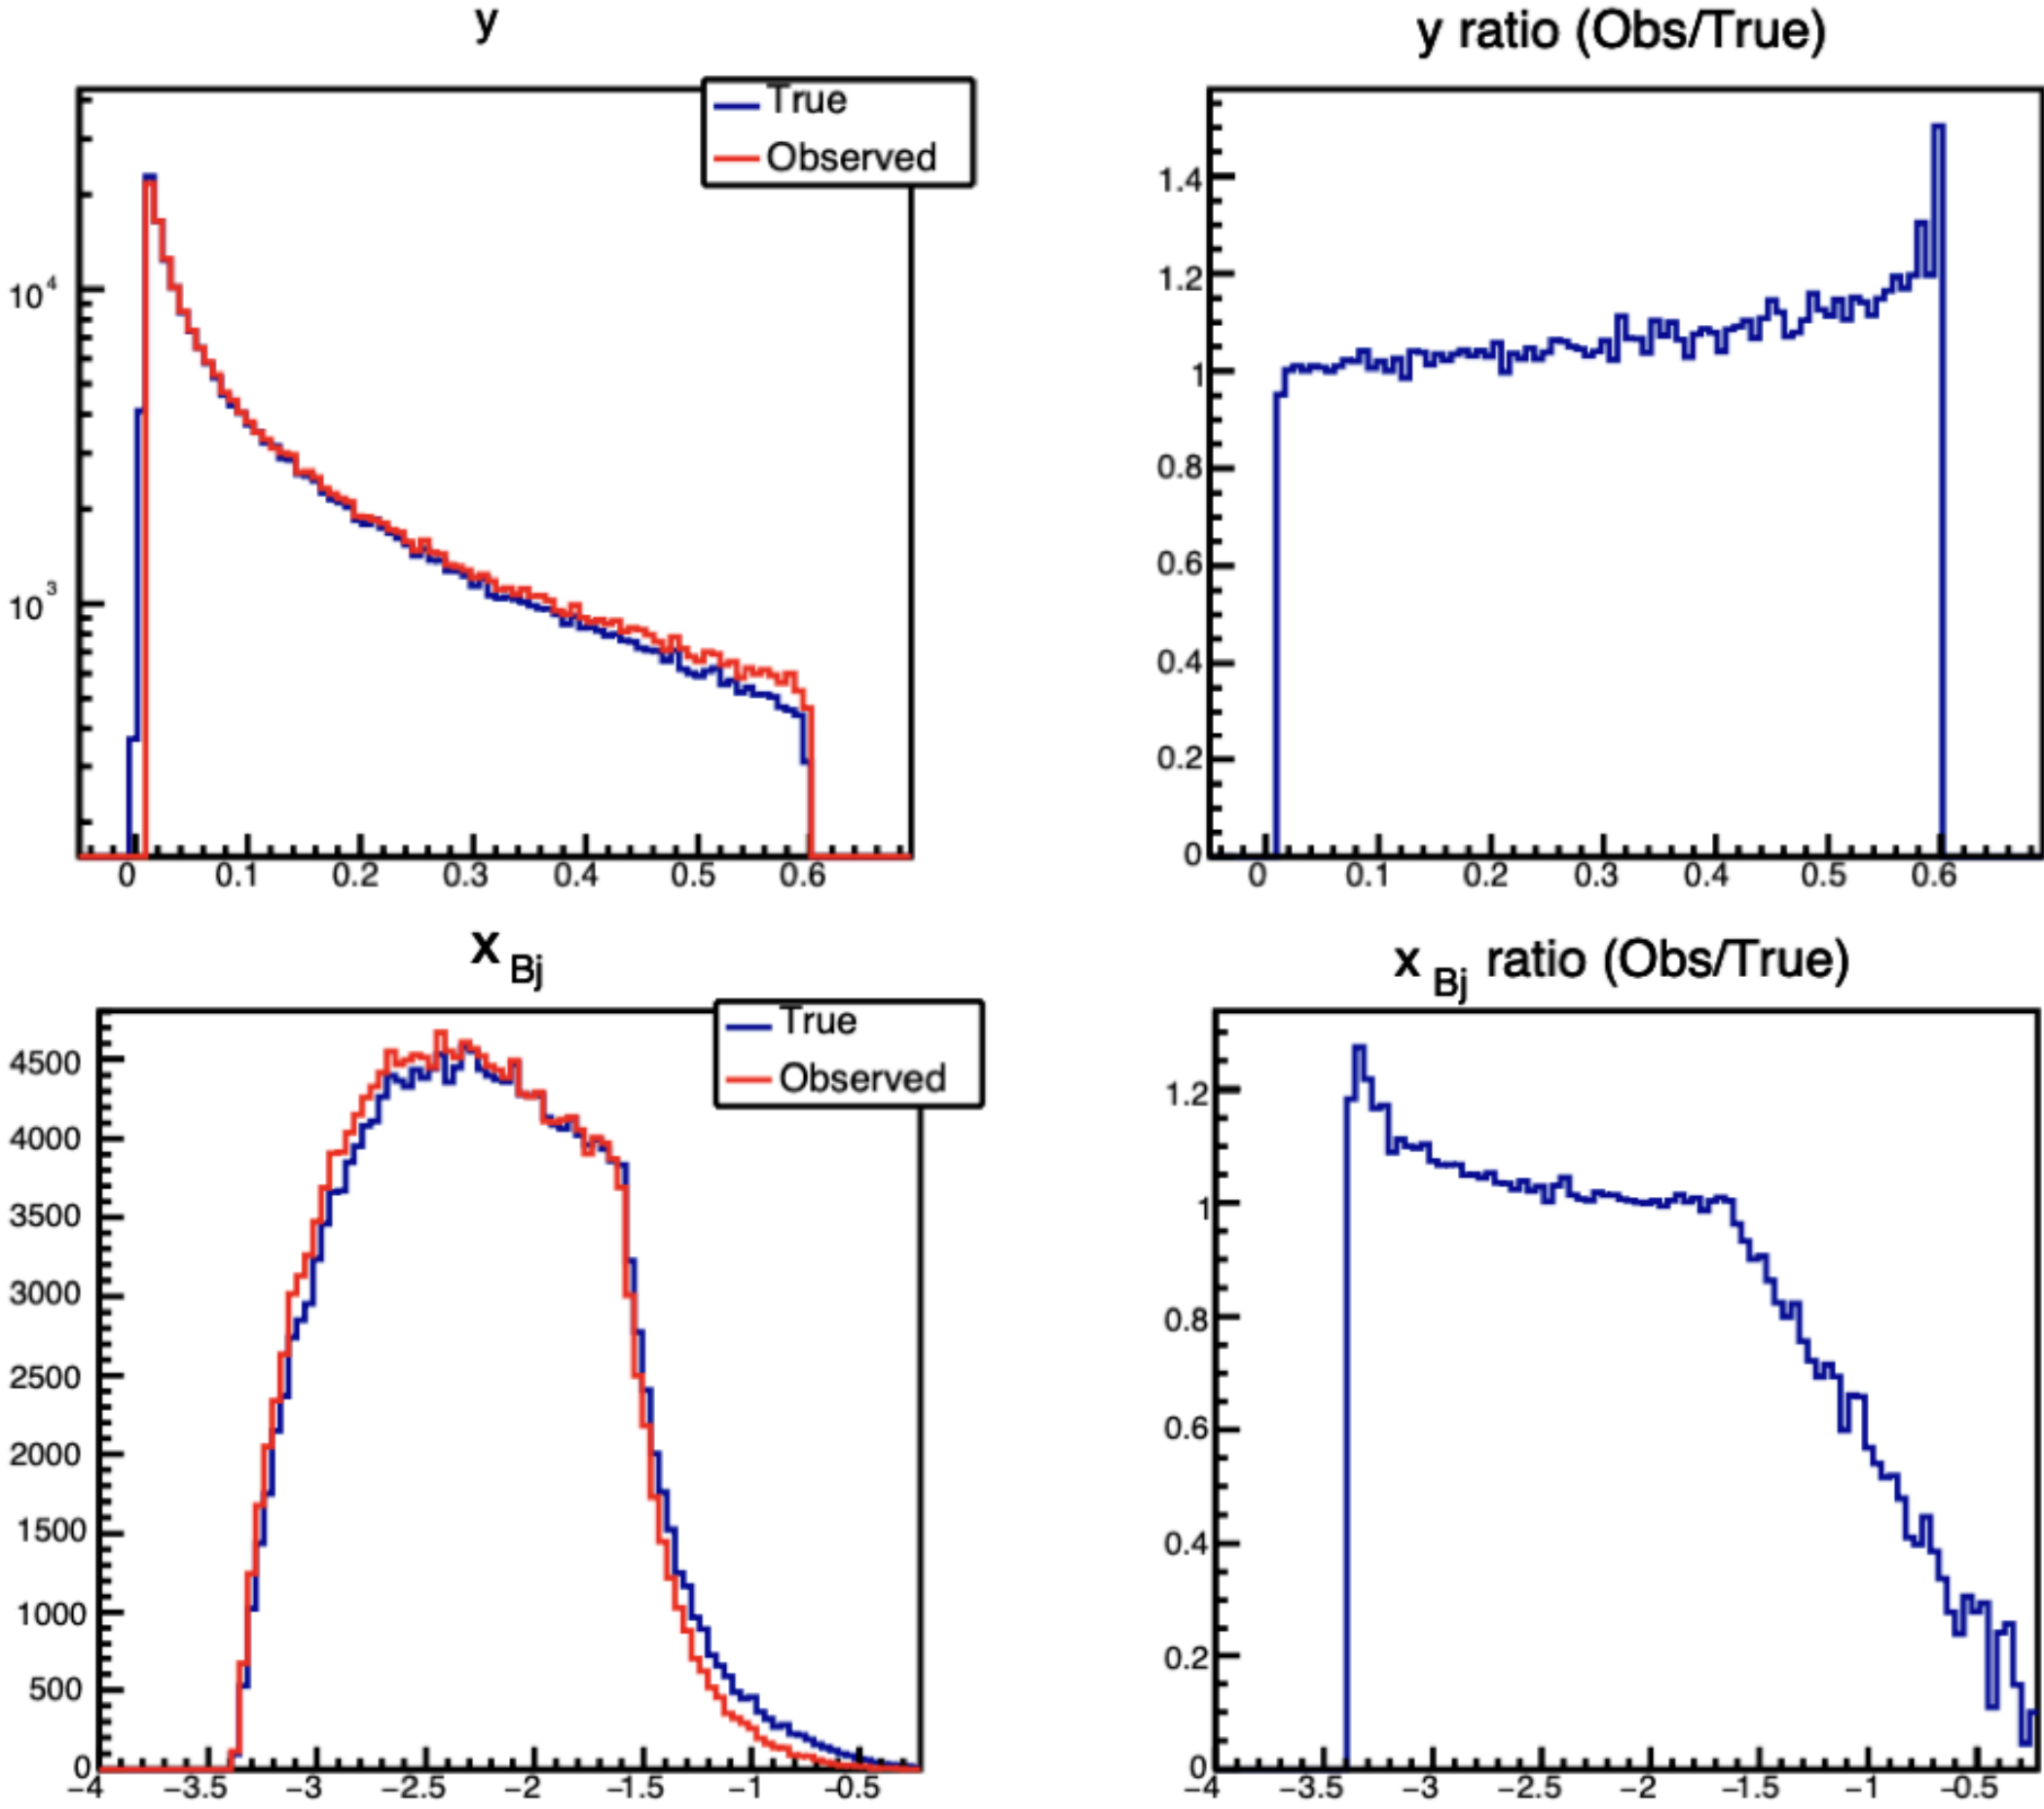 y
True
Observed
10 4
10 3
0 0.1 0.2 0.3 0.4 0.5 0.6
y ratio (Obs/True)
1.4
1.2
1
0.8
0.6
0.4
0.2
0
0 0.1 0.2 0.3 0.4 0.5 0.6
x Bj
True
Observed
4500
4000
3500
3000
2500
2000
1500
1000
500
0
−4 −3.5 −3 −2.5 −2 −1.5 −1 −0.5
x Bj ratio (Obs/True)
1.2
1
0.8
0.6
0.4
0.2
0
−4 −3.5 −3 −2.5 −2 −1.5 −1 −0.5